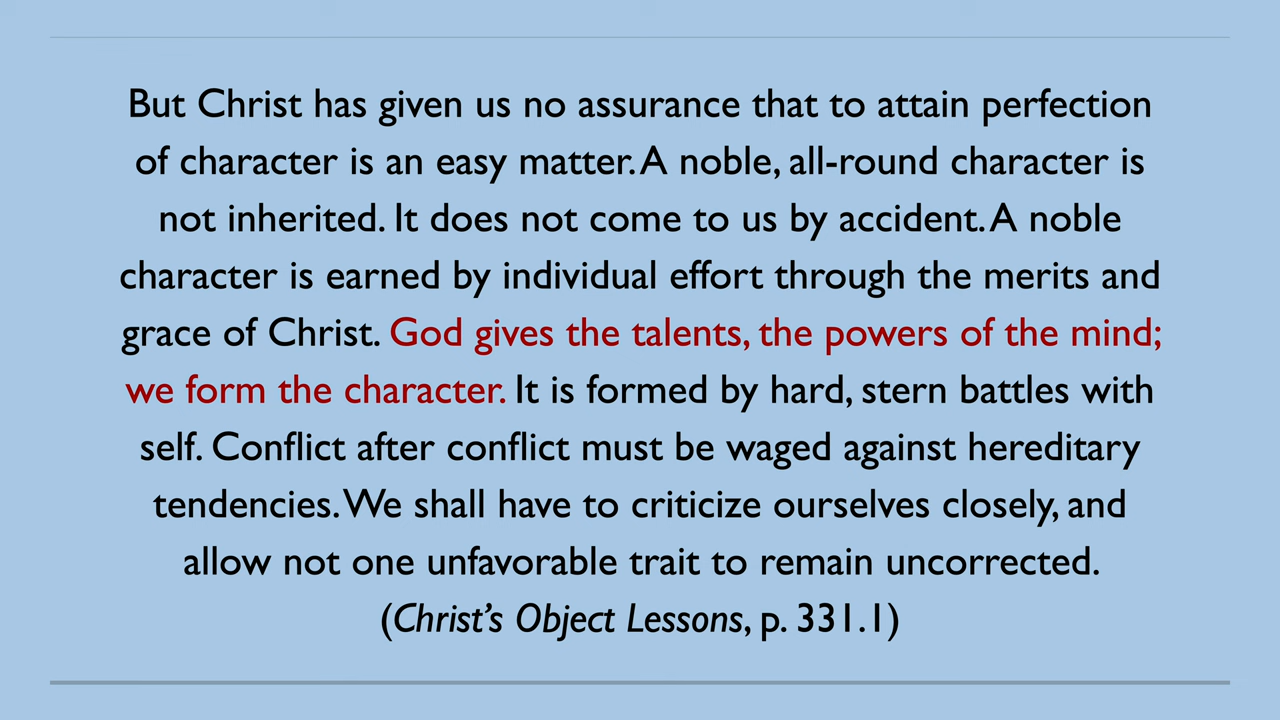 But Christ has given us no assurance that to attain perfection
of character is an easy matter. A noble, all-round character is
not inherited. It does not come to us by accident. A noble
character is earned by individual effort through the merits and
grace of Christ. God gives the talents, the powers of the mind;
we form the character. It is formed by hard, stern battles with
self. Conflict after conflict must be waged against hereditary
tendencies. We shall have to criticize ourselves closely, and
allow not one unfavorable trait to remain uncorrected.
(Christ’s Object Lessons, p. 331.1)